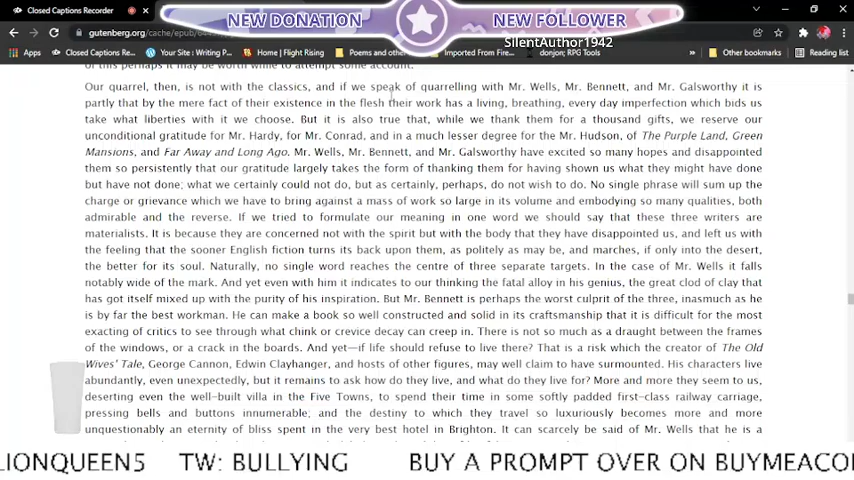 Closed Captions Recorder
NEW DONATION
NEW FOLLOWER
SilentAuthor1942
gutenberg.org/cache/epub/64
Apps
Closed Captions Re...
Your Site ‹ Writing...
Home | Flight Rising
Poems and other...
Imported From Fire...
donjon; RPG Tools
Other bookmarks
Reading list
of this perhaps it may be worth while to attempt some account.
Our quarrel, then, is not with the classics, and if we speak of quarrelling with Mr. Wells, Mr. Bennett, and Mr. Galsworthy it is
partly that by the mere fact of their existence in the flesh their work has a living, breathing, every day imperfection which bids us
take what liberties with it we choose. But it is also true that, while we thank them for a thousand gifts, we reserve our
unconditional gratitude for Mr. Hardy, for Mr. Conrad, and in a much lesser degree for the Mr. Hudson, of The Purple Land, Green
Mansions, and Far Away and Long Ago. Mr. Wells, Mr. Bennett, and Mr. Galsworthy have excited so many hopes and disappointed
them so persistently that our gratitude largely takes the form of thanking them for having shown us what they might have done
but have not done; what we certainly could not do, but as certainly, perhaps, do not wish to do. No single phrase will sum up the
charge or grievance which we have to bring against a mass of work so large in its volume and embodying so many qualities, both
admirable and the reverse. If we tried to formulate our meaning in one word we should say that these three writers are
materialists. It is because they are concerned not with the spirit but with the body that they have disappointed us, and left us with
the feeling that the sooner English fiction turns its back upon them, as politely as may be, and marches, if only into the desert,
the better for its soul. Naturally, no single word reaches the centre of three separate targets. In the case of Mr. Wells it falls
notably wide of the mark. And yet even with him it indicates to our thinking the fatal alloy in his genius, the great clod of clay that
has got itself mixed up with the purity of his inspiration. But Mr. Bennett is perhaps the worst culprit of the three, inasmuch as he
is by far the best workman. He can make a book so well constructed and solid in its craftsmanship that it is difficult for the most
exacting of critics to see through what chink or crevice decay can creep in. There is not so much as a draught between the frames
of the windows, or a crack in the boards. And yet—if life should refuse to live there? That is a risk which the creator of The Old
Wives' Tale, George Cannon, Edwin Clayhanger, and hosts of other figures, may well claim to have surmounted. His characters live
abundantly, even unexpectedly, but it remains to ask how do they live, and what do they live for? More and more they seem to us,
deserting even the well-built villa in the Five Towns, to spend their time in some softly padded first-class railway carriage,
pressing bells and buttons innumerable; and the destiny to which they travel so luxuriously becomes more and more
unquestionably an eternity of bliss spent in the very best hotel in Brighton. It can scarcely be said of Mr. Wells that he is a
LIONQUEEN5 TW: BULLYING BUY A PROMPT OVER ON BUYMEACO